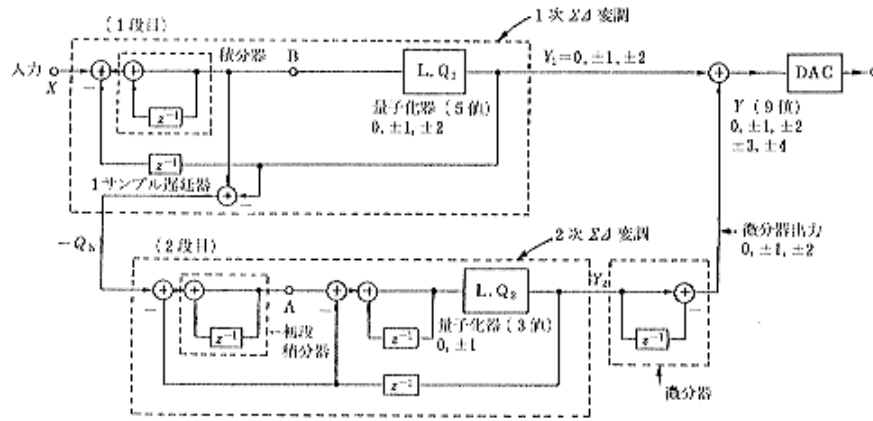 1次ΣΔ変調
(1段目)
積分器
B
入力
X
L.Q₁
Y₁=0, ±1, ±2
DAC
z⁻¹
量子化器 (5値)
0, ±1, ±2
Y (9値)
0, ±1, ±2
±3, ±4
z⁻¹
1サンプル遅延器
−Qₙ
(2段目)
2次ΣΔ変調
微分器出力
0, ±1, ±2
A
L.Q₂
Y₂
量子化器 (3値)
0, ±1
z⁻¹
初段
積分器
z⁻¹
z⁻¹
z⁻¹
微分器